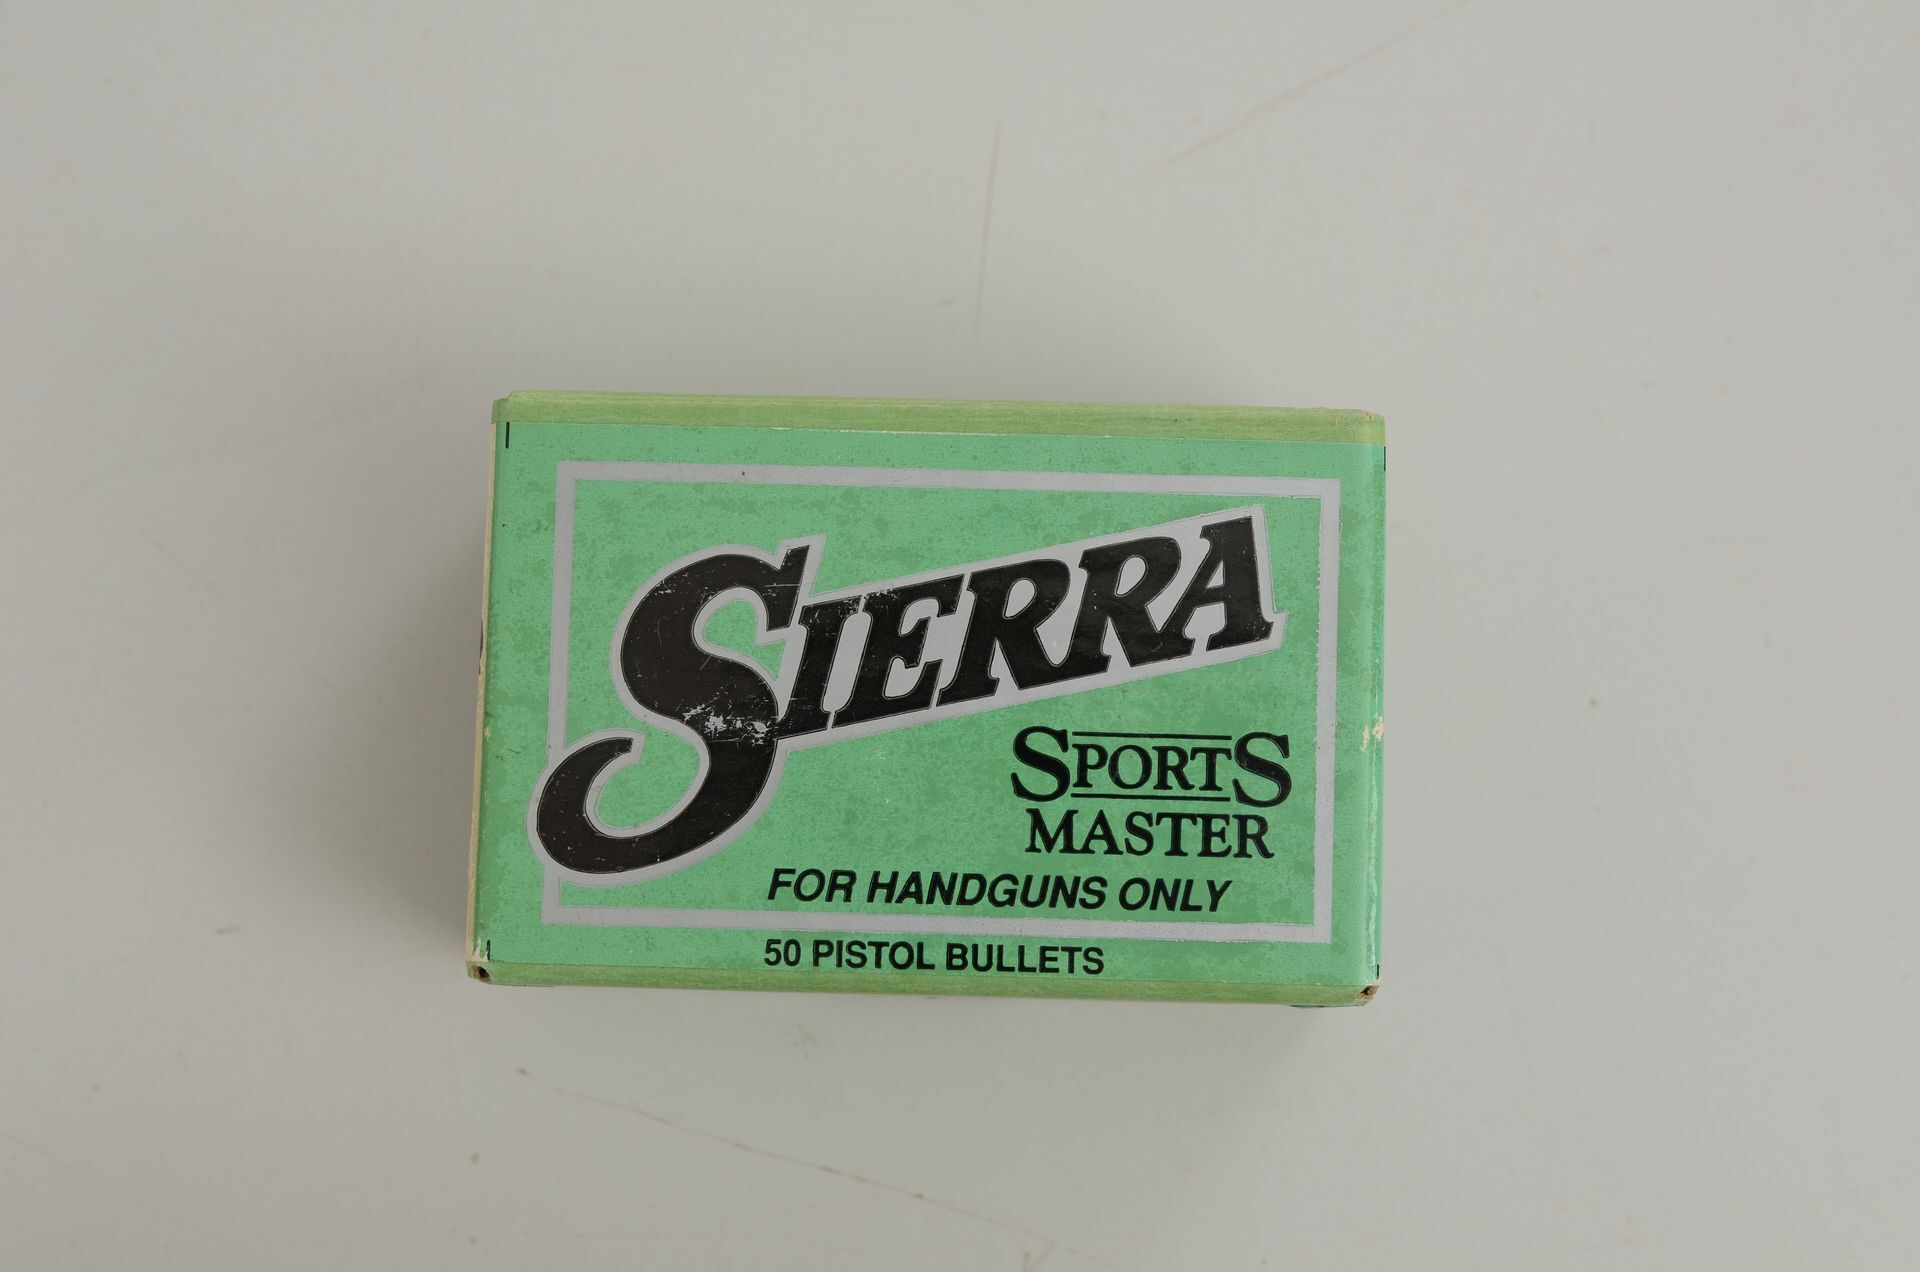 SIERRA
SPORTS
MASTER
FOR HANDGUNS ONLY
50 PISTOL BULLETS